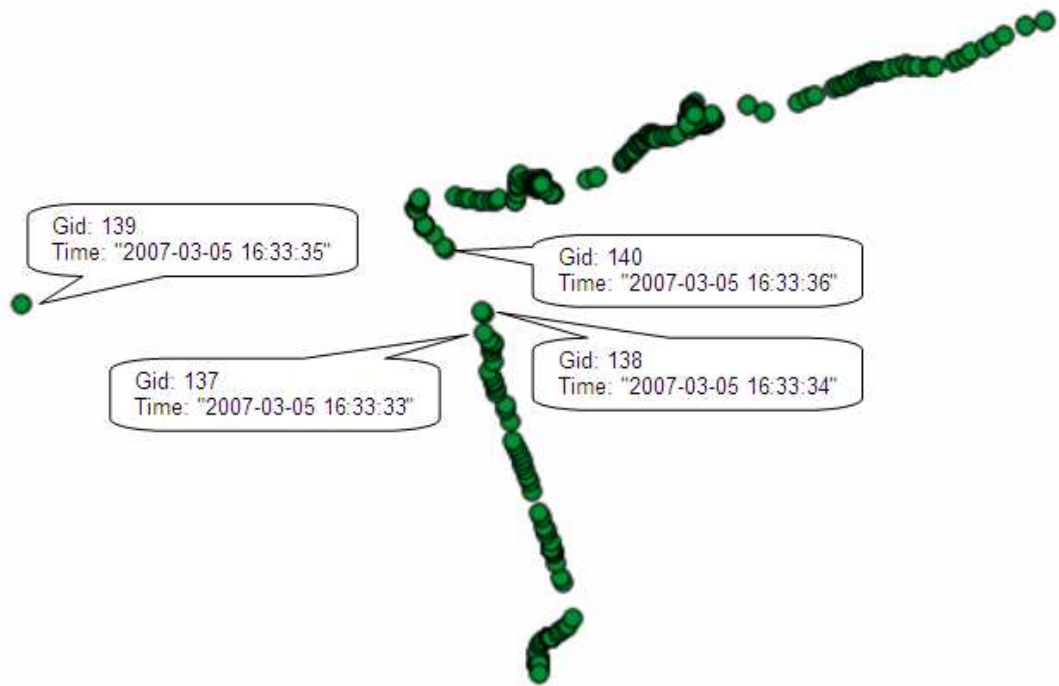 Gid: 139
Time: "2007-03-05 16:33:35"
Gid: 140
Time: "2007-03-05 16:33:36"
Gid: 137
Time: "2007-03-05 16:33:33"
Gid: 138
Time: "2007-03-05 16:33:34"